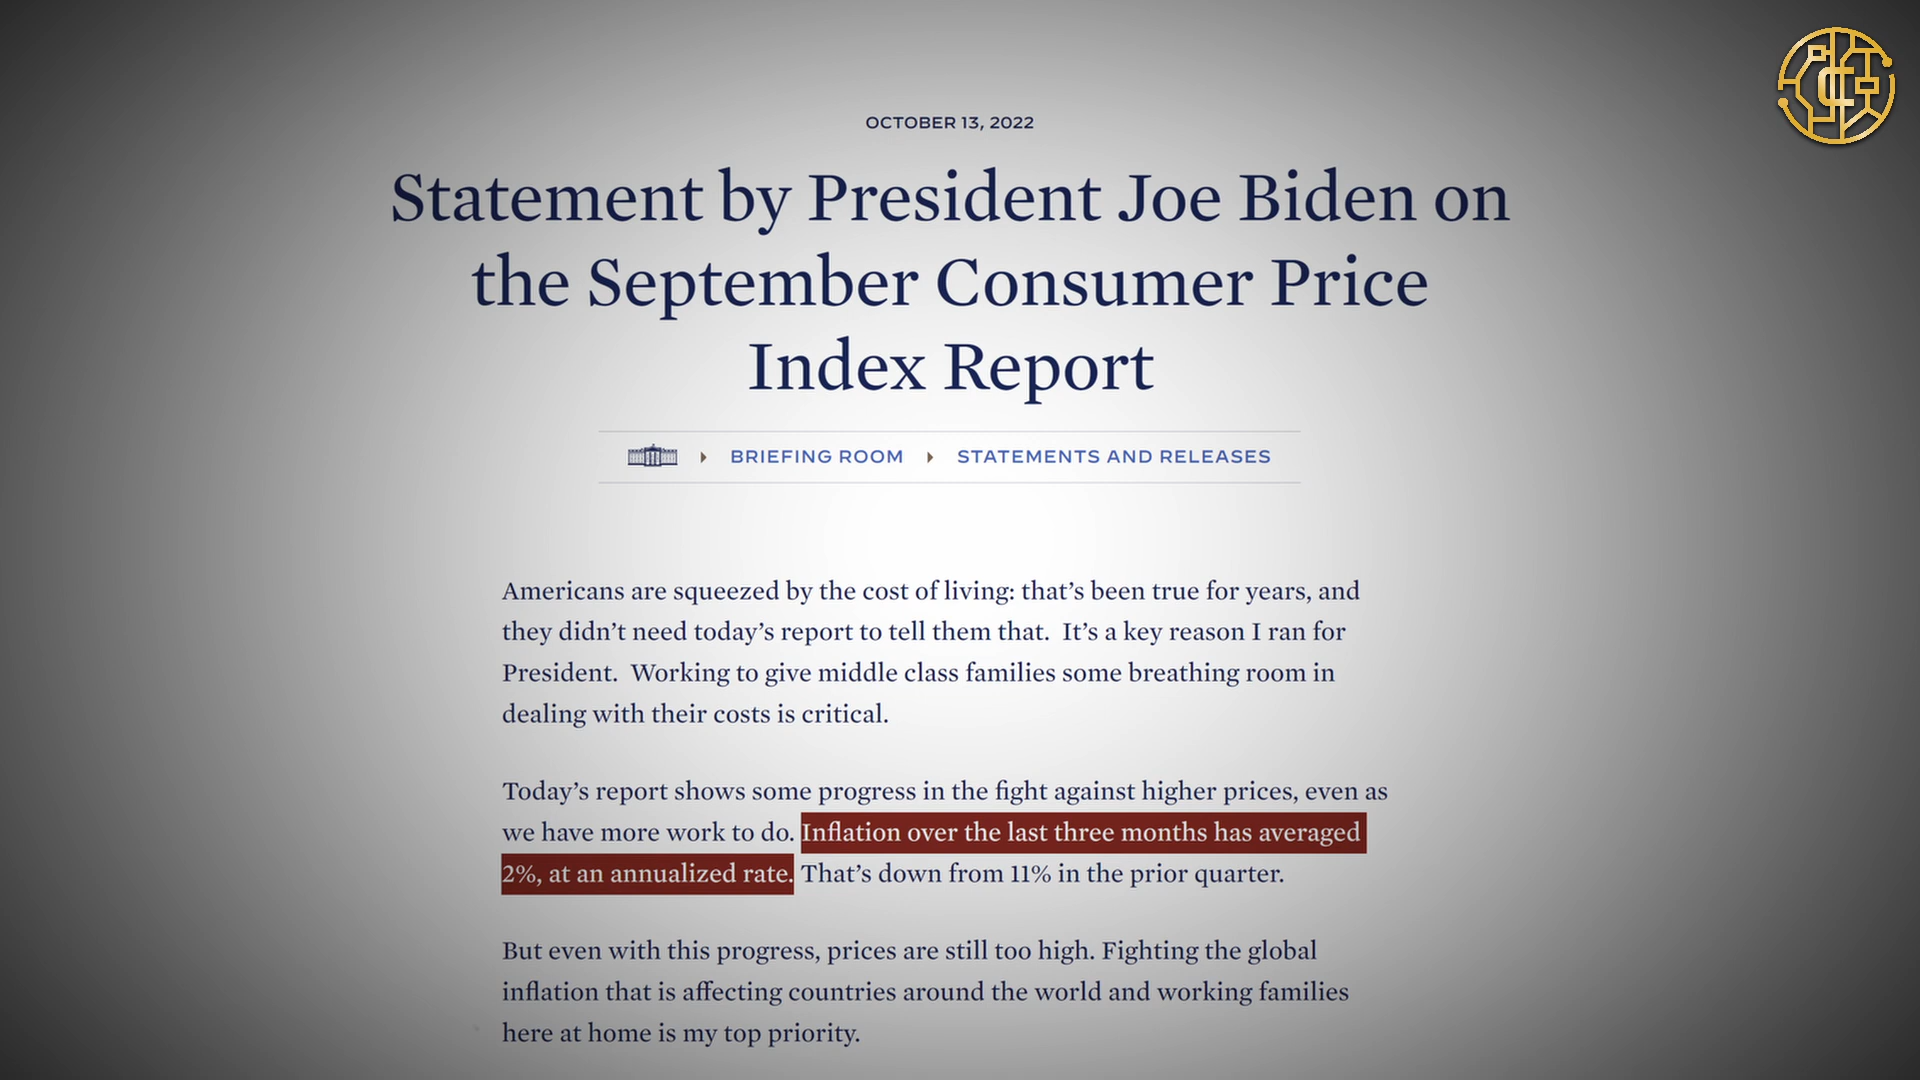 OCTOBER 13, 2022
Statement by President Joe Biden on
the September Consumer Price
Index Report
BRIEFING ROOM
STATEMENTS AND RELEASES
Americans are squeezed by the cost of living: that’s been true for years, and
they didn’t need today’s report to tell them that.  It’s a key reason I ran for
President.  Working to give middle class families some breathing room in
dealing with their costs is critical.
Today’s report shows some progress in the fight against higher prices, even as
we have more work to do. Inflation over the last three months has averaged
2%, at an annualized rate. That’s down from 11% in the prior quarter.
But even with this progress, prices are still too high. Fighting the global
inflation that is affecting countries around the world and working families
here at home is my top priority.